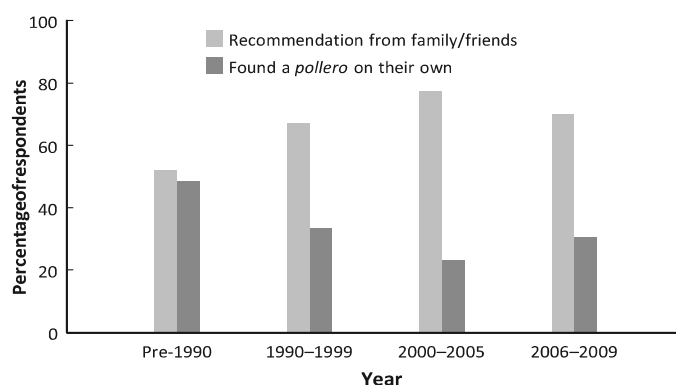 100
80
60
40
20
0
Percentageofrespondents
Recommendation from family/friends
Found a pollero on their own
Pre-1990 1990–1999 2000–2005 2006–2009
Year